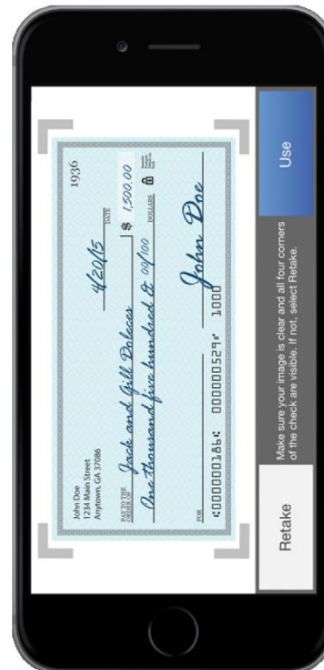 1936
John Doe
1234 Main Street
Anytown, GA 37086
4/20/15
DATE
PAY TO THE
ORDER OF Jack and Gill Doleces $ 1,500.00
One thousand five hundred & 00/100 DOLLARS
FOR John Doe
⑆000000186⑆ 000000529⑈ 1000
Retake
Make sure your image is clear and all four corners
of the check are visible. If not, select Retake.
Use